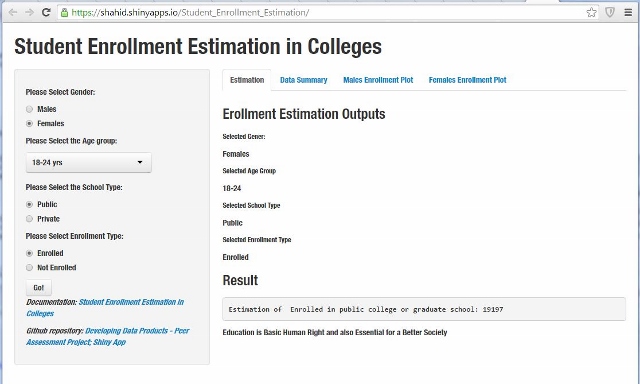 https://shahid.shinyapps.io/Student_Enrollment_Estimation/
Student Enrollment Estimation in Colleges
Please Select Gender:
Males
Females
Please Select the Age group:
18-24 yrs
Please Select the School Type:
Public
Private
Please Select Enrollment Type:
Enrolled
Not Enrolled
Go!
Documentation: Student Enrollment Estimation in
Colleges
Github repository: Developing Data Products - Peer
Assessment Project; Shiny App
Estimation Data Summary Males Enrollment Plot Females Enrollment Plot
Erollment Estimation Outputs
Selected Gener:
Females
Selected Age Group
18-24
Selected School Type
Public
Selected Enrollment Type
Enrolled
Result
Estimation of Enrolled in public college or graduate school: 19197
Education is Basic Human Right and also Essential for a Better Society